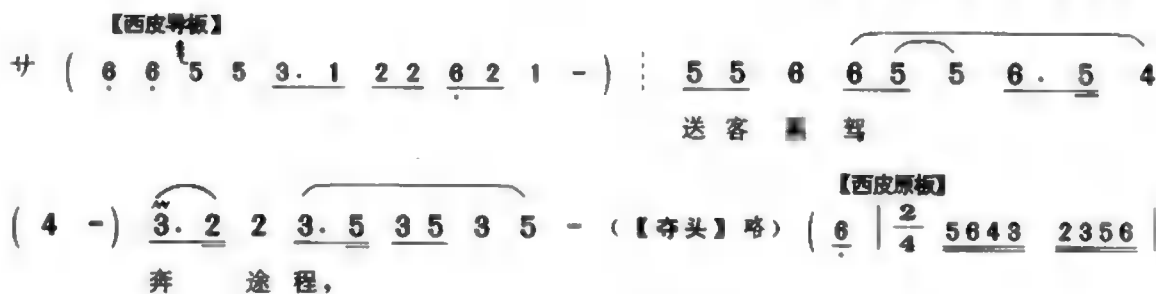 【西皮导板】
サ ( 6 6 5 5 3. 1 2 2 6 2 1 - ) 5 5 6 6 5 5 6. 5 4
送 客 驾
( 4 - ) 3. 2 2 3. 5 3 5 3 5 - (【夺头】略) ( 6 | 2/4 5643 2356 |
【西皮原板】
奔 途 程,